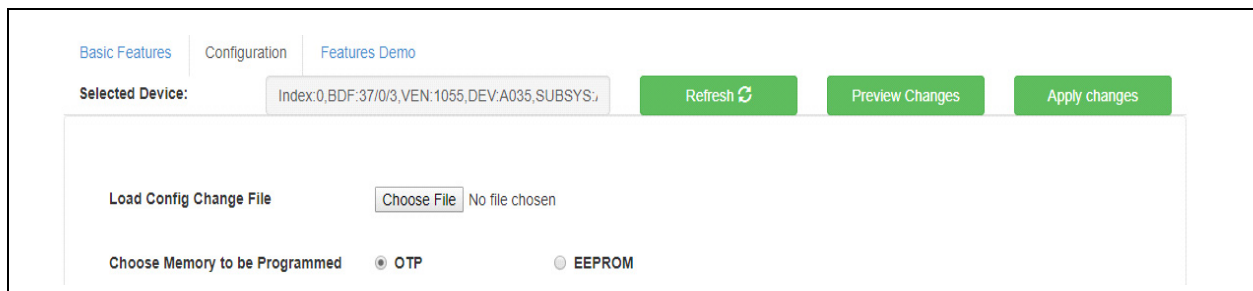 Basic Features Configuration Features Demo
Selected Device: Index:0,BDF:37/0/3,VEN:1055,DEV:A035,SUBSYS: Refresh Preview Changes Apply changes
Load Config Change File Choose File No file chosen
Choose Memory to be Programmed OTP EEPROM